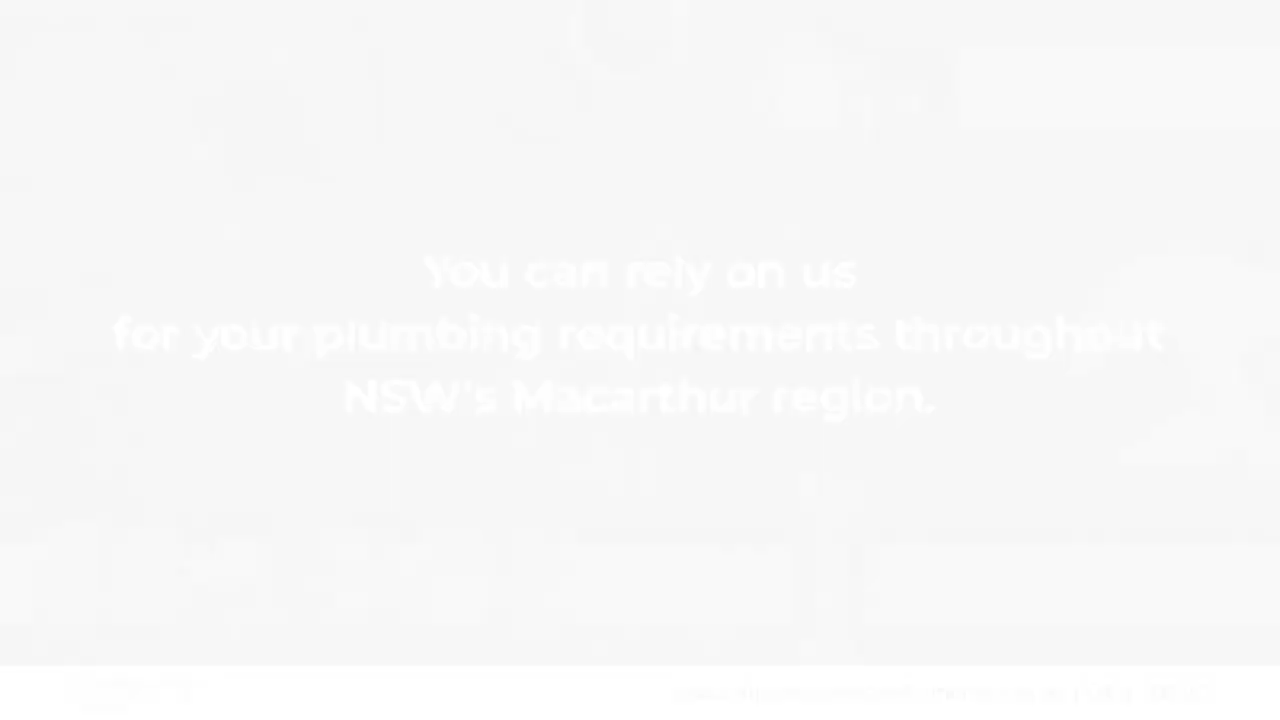 You can rely on us
for your plumbing requirements throughout
NSW's Macarthur region.